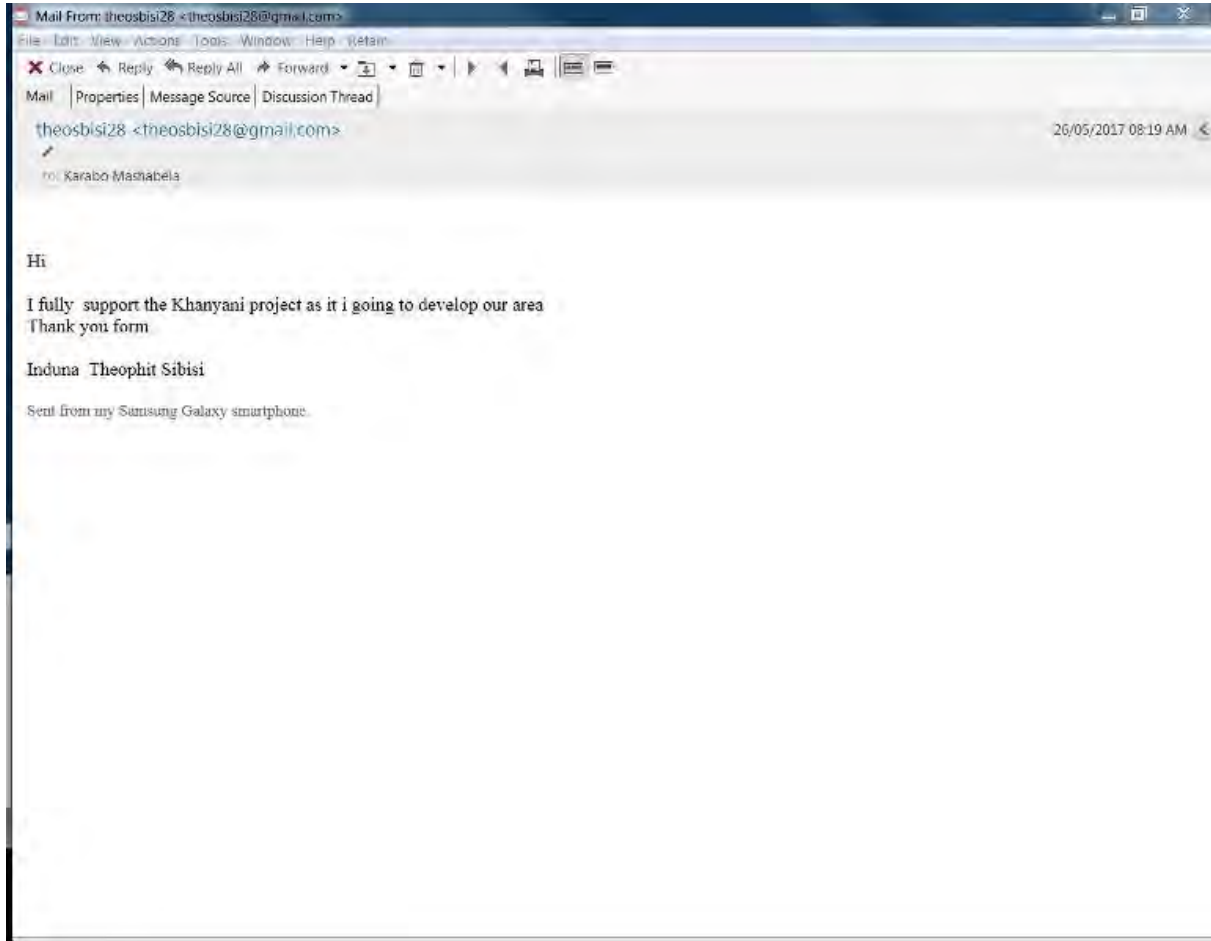 Mail From: theosbisi28 <theosbisi28@gmail.com>
File Edit View Actions Tools Window Help Retain
Close Reply Reply All Forward
Mail Properties Message Source Discussion Thread
theosbisi28 <theosbisi28@gmail.com>
26/05/2017 08:19 AM
to: Karabo Mashabela
Hi
I fully support the Khanyani project as it i going to develop our area
Thank you form
Induna Theophit Sibisi
Sent from my Samsung Galaxy smartphone.